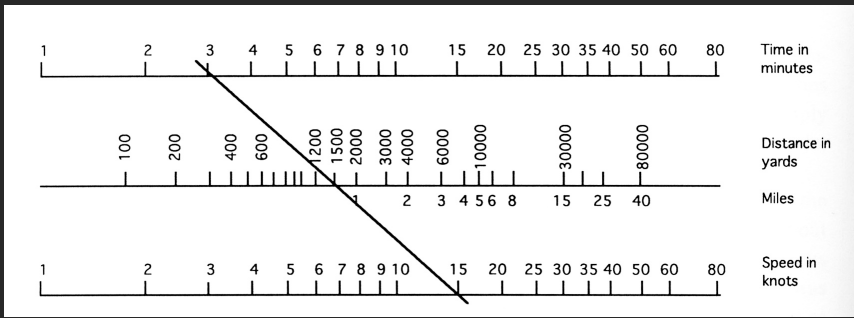 1 2 3 4 5 6 7 8 9 10 15 20 25 30 35 40 50 60 80 Time in
minutes
100 200 400 600 1200 1500 2000 3000 4000 6000 10000 30000 80000 Distance in
yards
1 2 3 4 5 6 8 15 25 40 Miles
1 2 3 4 5 6 7 8 9 10 15 20 25 30 35 40 50 60 80 Speed in
knots